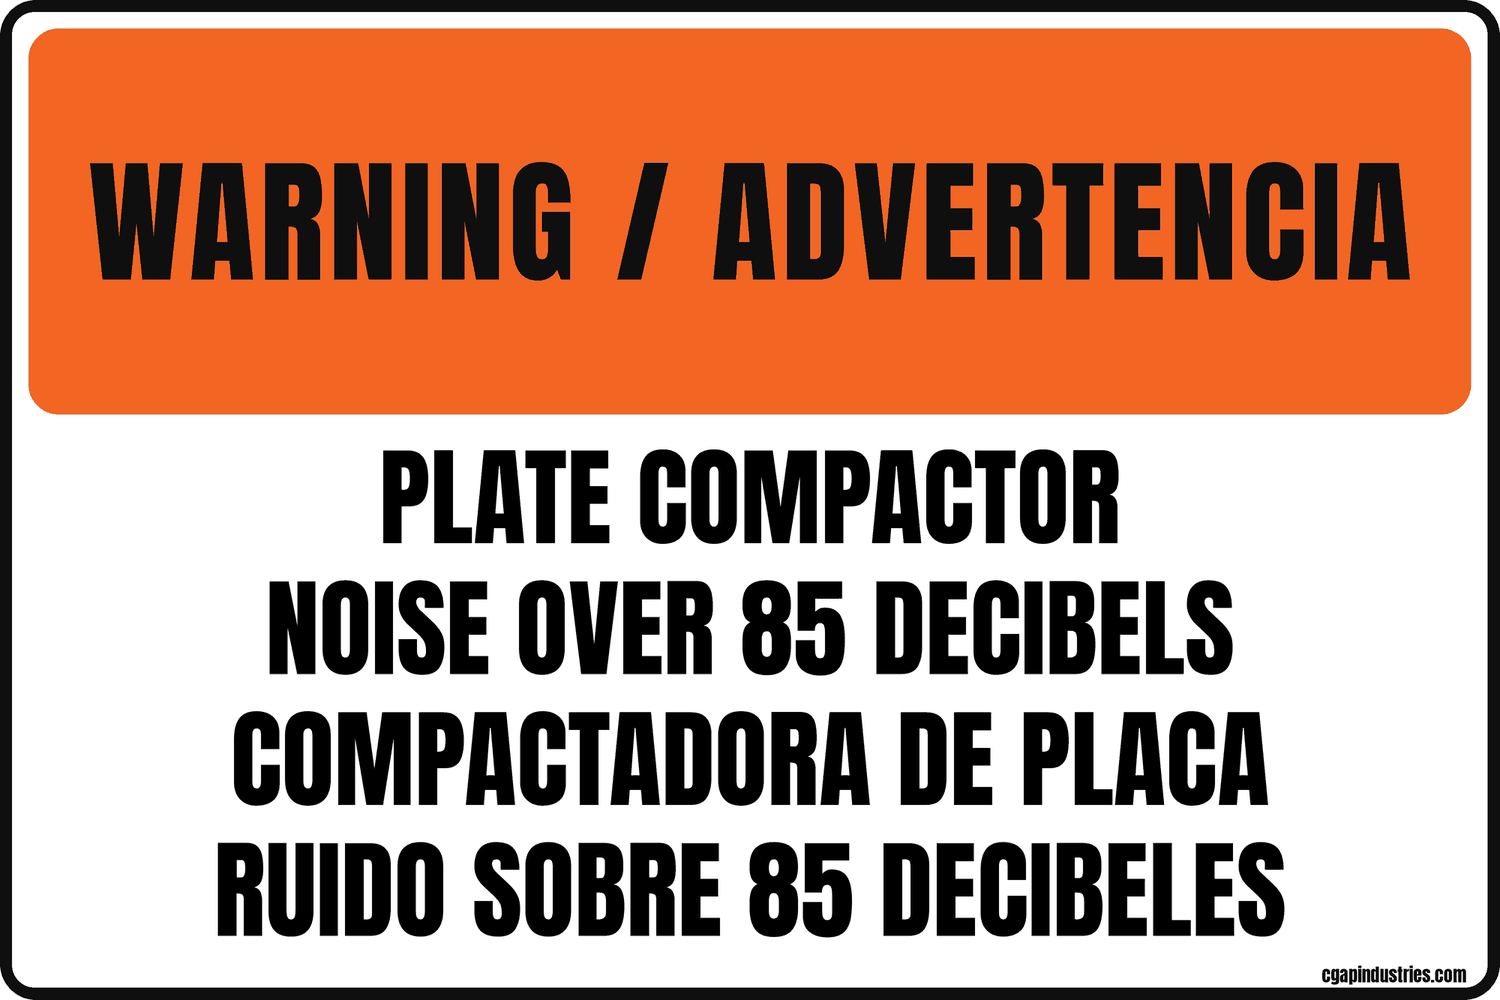 WARNING / ADVERTENCIA
PLATE COMPACTOR
NOISE OVER 85 DECIBELS
COMPACTADORA DE PLACA
RUIDO SOBRE 85 DECIBELES
cgapindustries.com